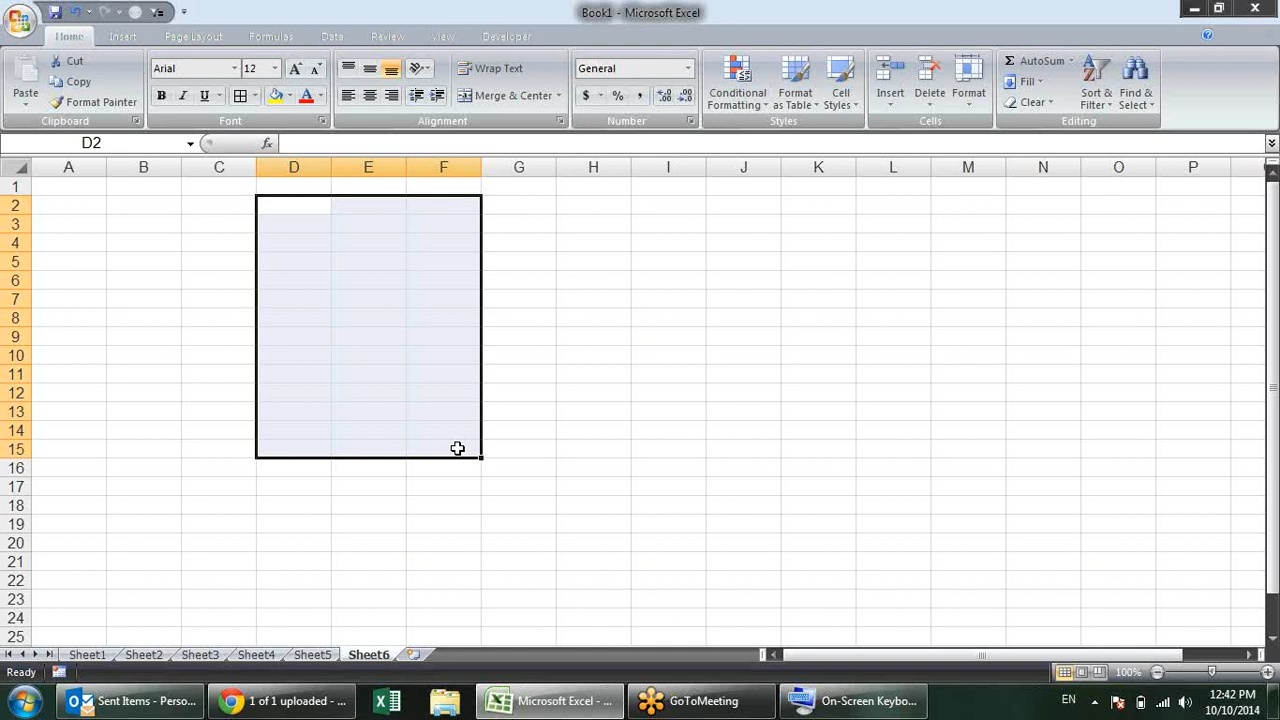 Book1 - Microsoft Excel
Home Insert Page Layout Formulas Data Review View Developer
Paste
Cut
Copy
Format Painter
Clipboard
Arial 12
B I U A
Font
Wrap Text
Merge & Center
Alignment
General
$ % ,
Number
Conditional Formatting
Format as Table
Cell Styles
Styles
Insert Delete Format
Cells
Σ AutoSum
Fill
Clear
Sort & Filter
Find & Select
Editing
D2 fx
A B C D E F G H I J K L M N O P
1
2
3
4
5
6
7
8
9
10
11
12
13
14
15
16
17
18
19
20
21
22
23
24
25
Sheet1 Sheet2 Sheet3 Sheet4 Sheet5 Sheet6
Ready 100%
Sent Items - Perso... 1 of 1 uploaded - ... Microsoft Excel - ... GoToMeeting On-Screen Keybo... EN 12:42 PM
10/10/2014